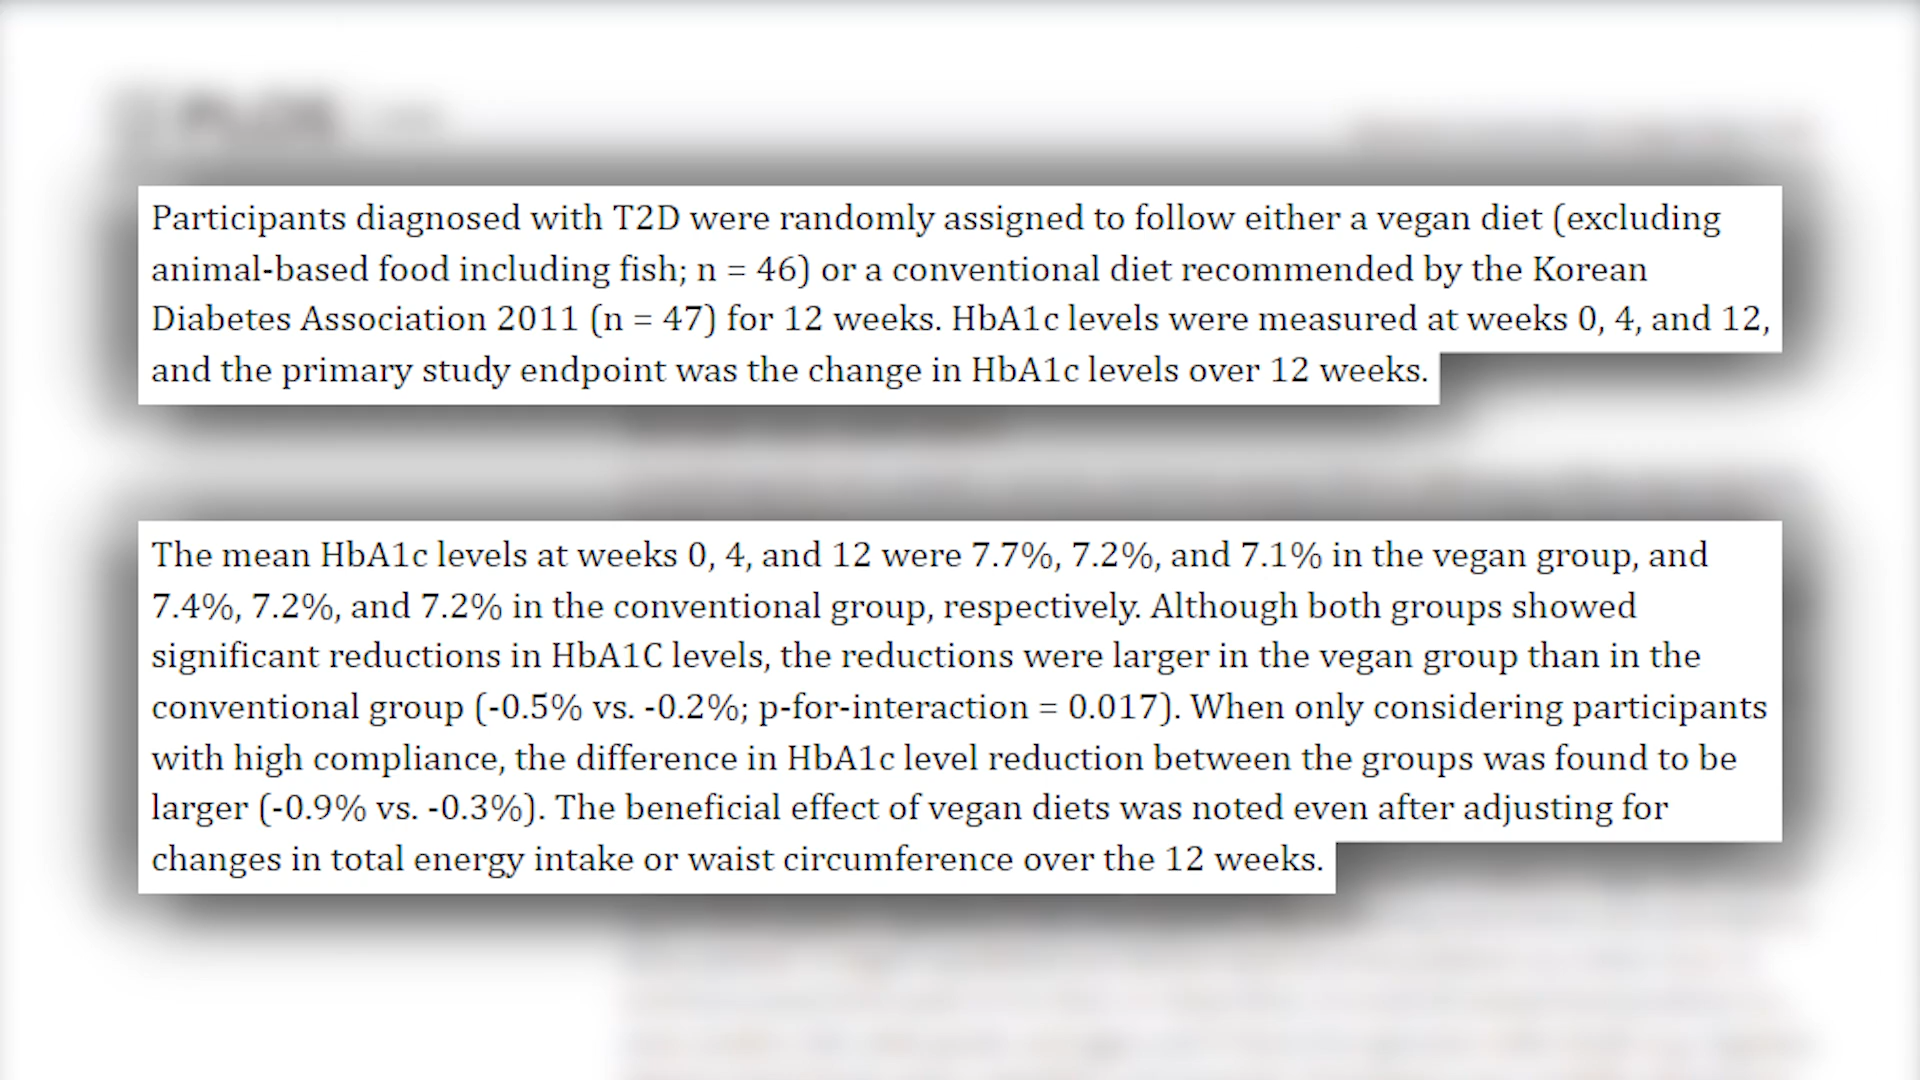 Participants diagnosed with T2D were randomly assigned to follow either a vegan diet (excluding
animal-based food including fish; n = 46) or a conventional diet recommended by the Korean
Diabetes Association 2011 (n = 47) for 12 weeks. HbA1c levels were measured at weeks 0, 4, and 12,
and the primary study endpoint was the change in HbA1c levels over 12 weeks.
The mean HbA1c levels at weeks 0, 4, and 12 were 7.7%, 7.2%, and 7.1% in the vegan group, and
7.4%, 7.2%, and 7.2% in the conventional group, respectively. Although both groups showed
significant reductions in HbA1C levels, the reductions were larger in the vegan group than in the
conventional group (-0.5% vs. -0.2%; p-for-interaction = 0.017). When only considering participants
with high compliance, the difference in HbA1c level reduction between the groups was found to be
larger (-0.9% vs. -0.3%). The beneficial effect of vegan diets was noted even after adjusting for
changes in total energy intake or waist circumference over the 12 weeks.